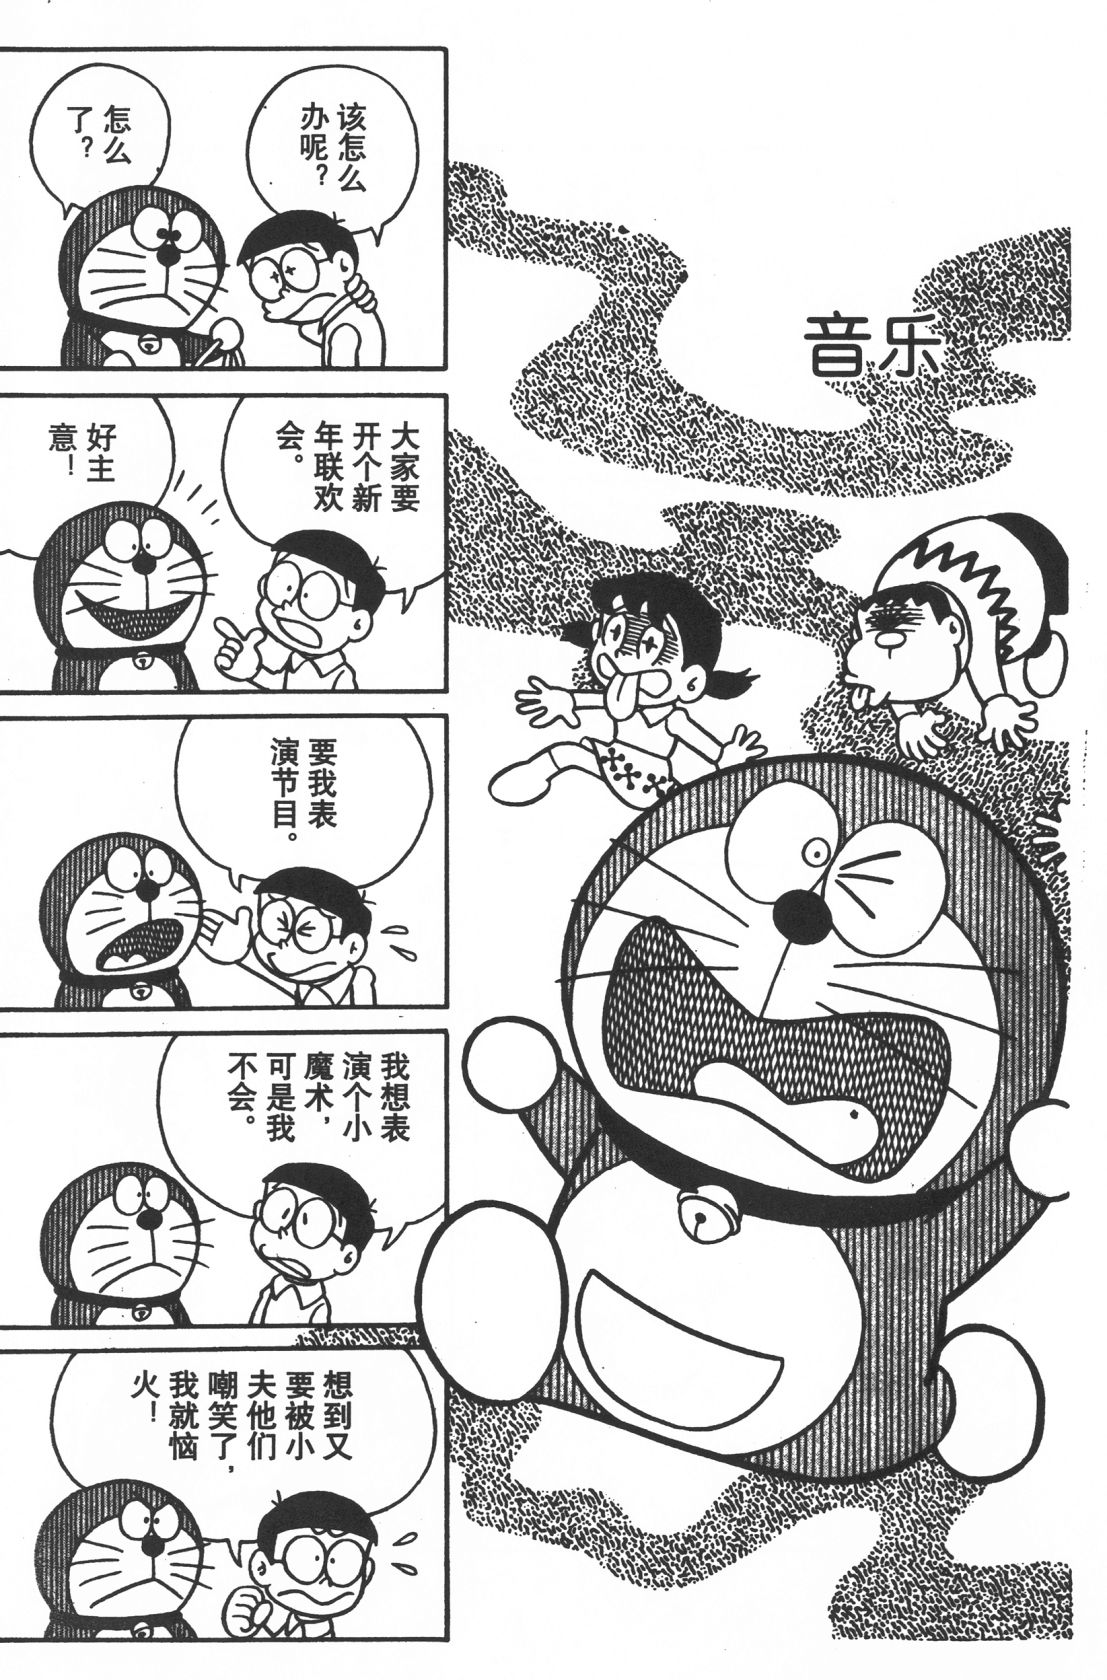 音乐
该怎么
办呢？
怎么
了？
大家要
开个新
年联欢
会。
好主
意！
要我表
演节目。
我想表
演个小
魔术，
可是我
不会。
想到又
要被小
夫他们
嘲笑了，
我就恼
火！